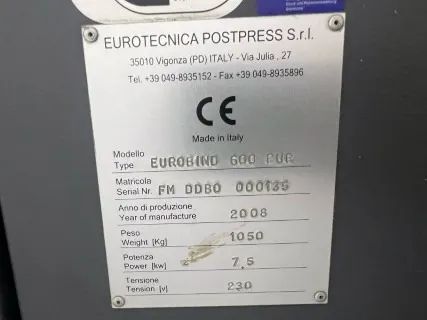 EUROTECNICA POSTPRESS S.r.l.
35010 Vigonza (PD) ITALY - Via Julia , 27
Tel. +39 049-8935152 - Fax +39 049-8935896
CE
Made in Italy
Modello
Type EUROBIND 600 PUR
Matricola
Serial Nr. FM DDBO 000135
Anno di produzione
Year of manufacture 2008
Peso
Weight [Kg] 1050
Potenza
Power [kw] 7,5
Tensione
Tension [v] 230